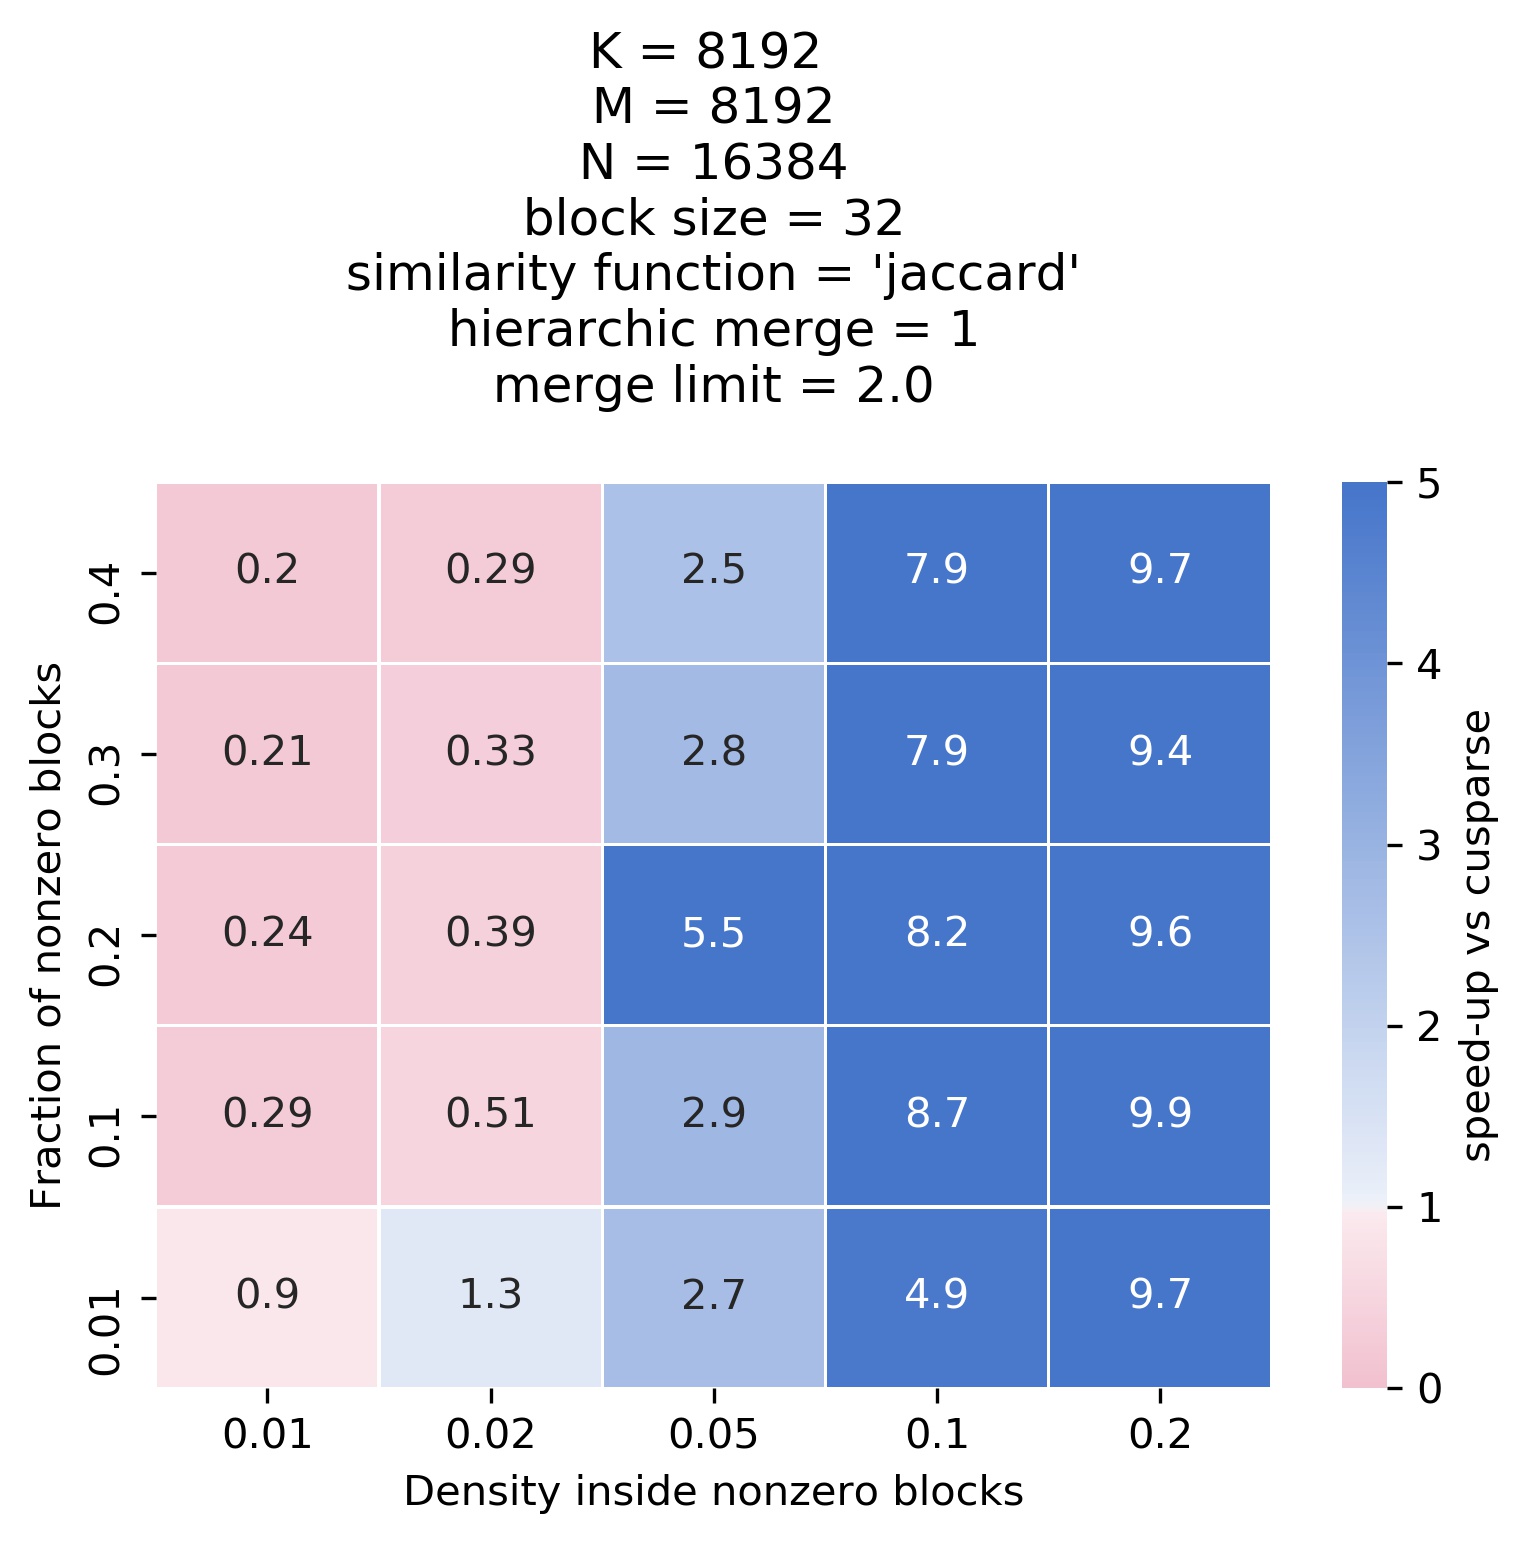 K = 8192
M = 8192
N = 16384
block size = 32
similarity function = 'jaccard'
hierarchic merge = 1
merge limit = 2.0
Fraction of nonzero blocks
0.4 0.2 0.29 2.5 7.9 9.7
0.3 0.21 0.33 2.8 7.9 9.4
0.2 0.24 0.39 5.5 8.2 9.6
0.1 0.29 0.51 2.9 8.7 9.9
0.01 0.9 1.3 2.7 4.9 9.7
0.01 0.02 0.05 0.1 0.2
Density inside nonzero blocks
5
4
3
2
1
0
speed-up vs cusparse